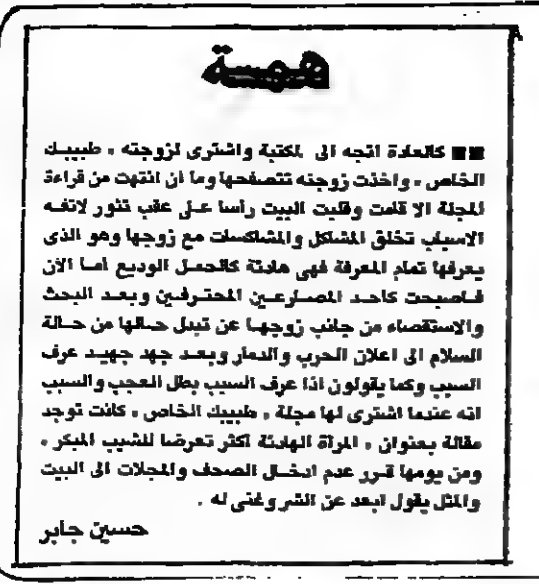 همسة
كالعادة اتجه الى المكتبة واشترى لزوجته « طبيبك
الخاص » واخذت زوجته تتصفحها وما ان انتهت من قراءة
المجلة الا قامت وقلبت البيت رأسا على عقب تثور لاتفه
الاسباب تخلق المشاكل والمشاكسات مع زوجها وهو الذى
يعرفها تمام المعرفة فهى هادئة كالحمل الوديع أما الآن
فاصبحت كاحد المصارعين المحترفين وبعد البحث
والاستقصاء من جانب زوجها عن تبدل حالها من حالة
السلام الى اعلان الحرب والدمار وبعد جهد جهيد عرف
السبب وكما يقولون اذا عرف السبب بطل العجب والسبب
انه عندما اشترى لها مجلة « طبيبك الخاص » كانت توجد
مقالة بعنوان « المرأة الهادئة اكثر تعرضا للشيب المبكر »
ومن يومها قرر عدم ادخال الصحف والمجلات الى البيت
والمثل يقول ابعد عن الشر وغنى له .
حسين جابر